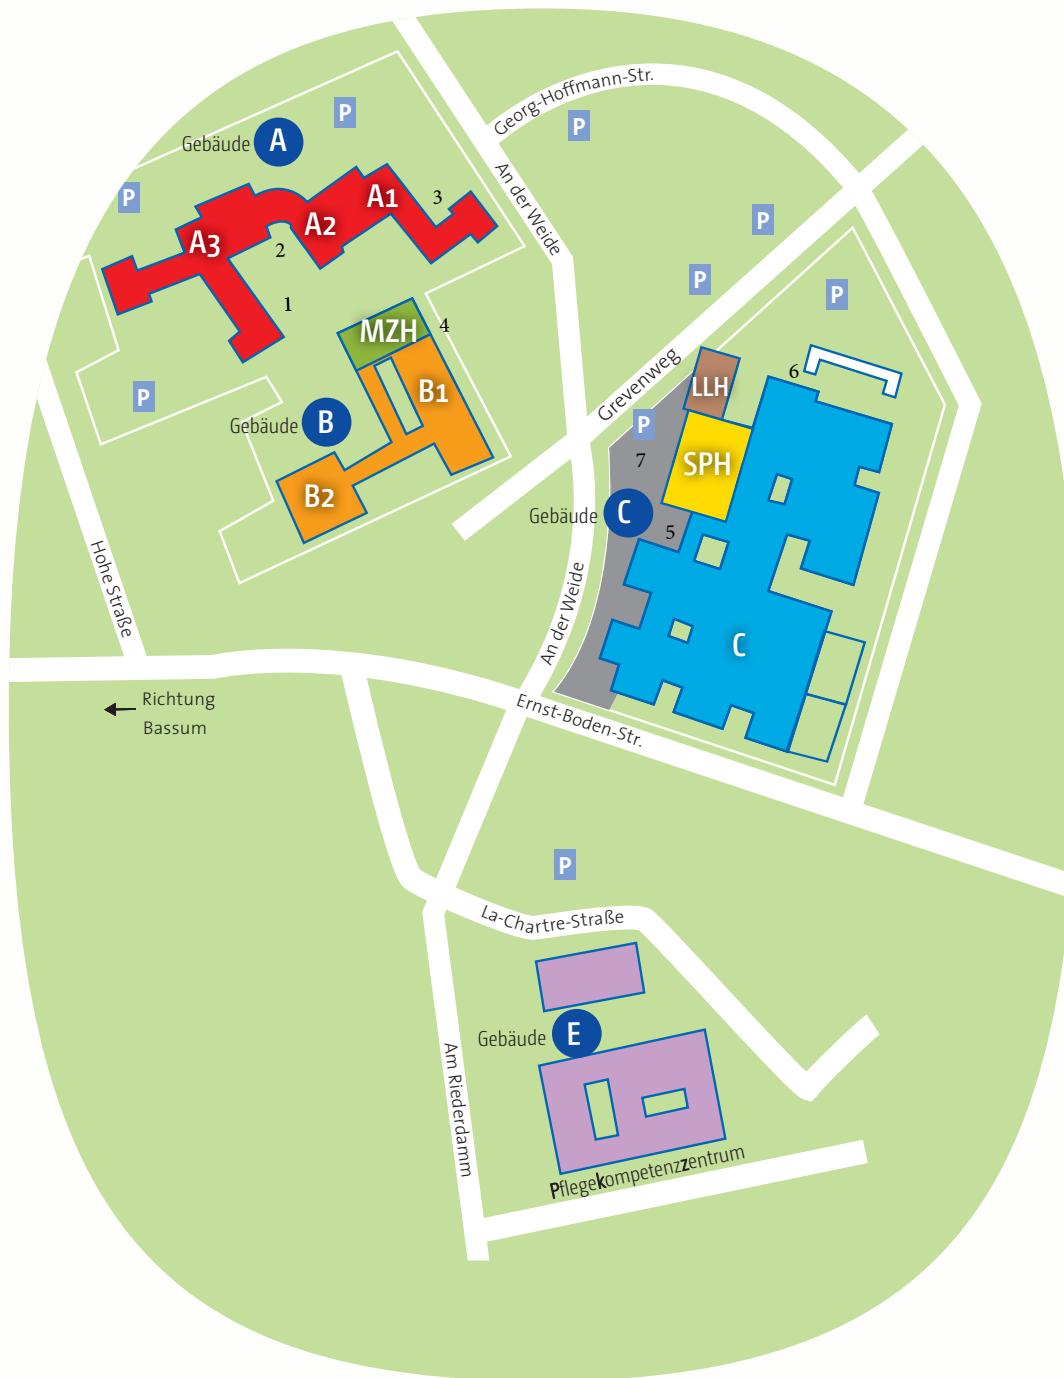 Georg-Hoffmann-Str.
P
P
Gebäude A
P
A1
3
An der Weide
A2
A3
2
P
P
P
1
MZH
4
Grevenweg
6
LLH
B1
P
P
Gebäude B
7
SPH
B2
Gebäude C
5
Hohe Straße
An der Weide
C
Richtung
Bassum
Ernst-Boden-Str.
P
La-Chartre-Straße
Gebäude E
Am Riederdamm
Pflegekompetenzzentrum